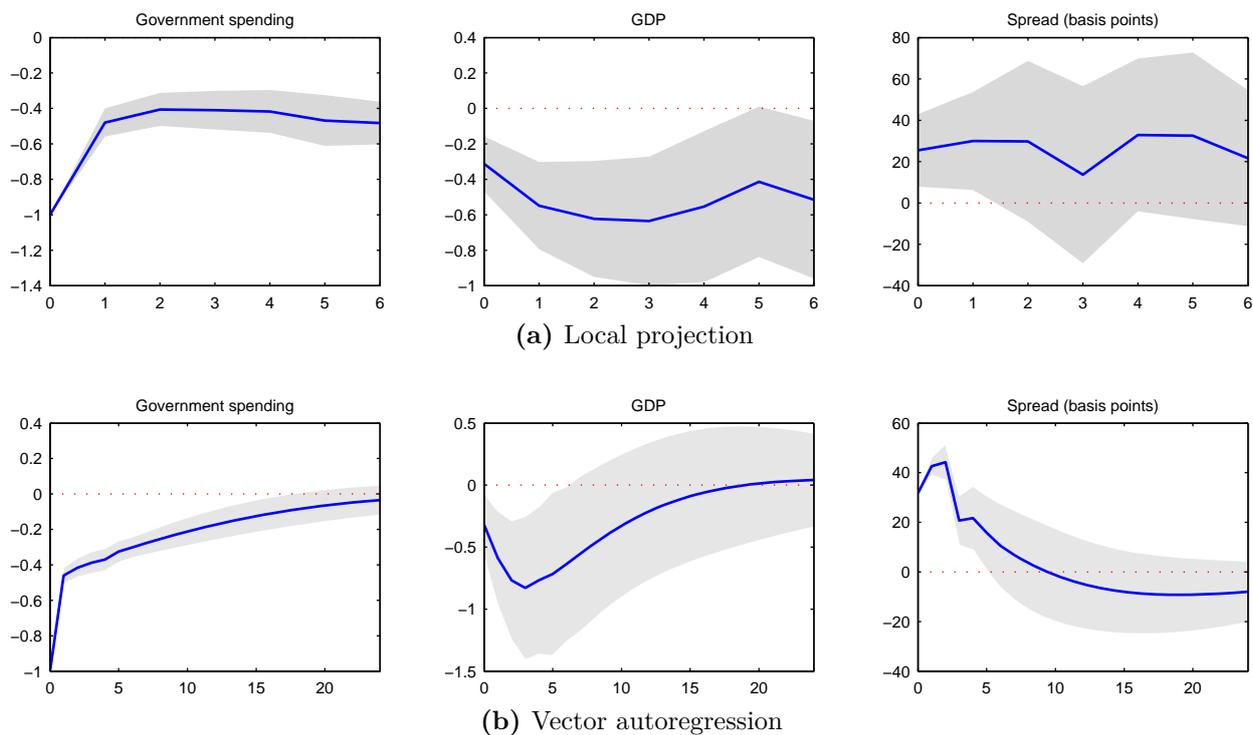 Government spending GDP Spread (basis points)
0 0.4 80
−0.2 0.2 60
−0.4 0 40
−0.6 −0.2 20
−0.8 −0.4 0
−1 −0.6 −20
−1.2 −0.8 −40
−1.4 −1
0 1 2 3 4 5 6 0 1 2 3 4 5 6 0 1 2 3 4 5 6
(a) Local projection
Government spending GDP Spread (basis points)
0.4 0.5 60
0.2 0 40
0 −0.5 20
−0.2 −1 0
−0.4 −1.5 −20
−0.6 −40
−0.8
−1
0 5 10 15 20 0 5 10 15 20 0 5 10 15 20
(b) Vector autoregression